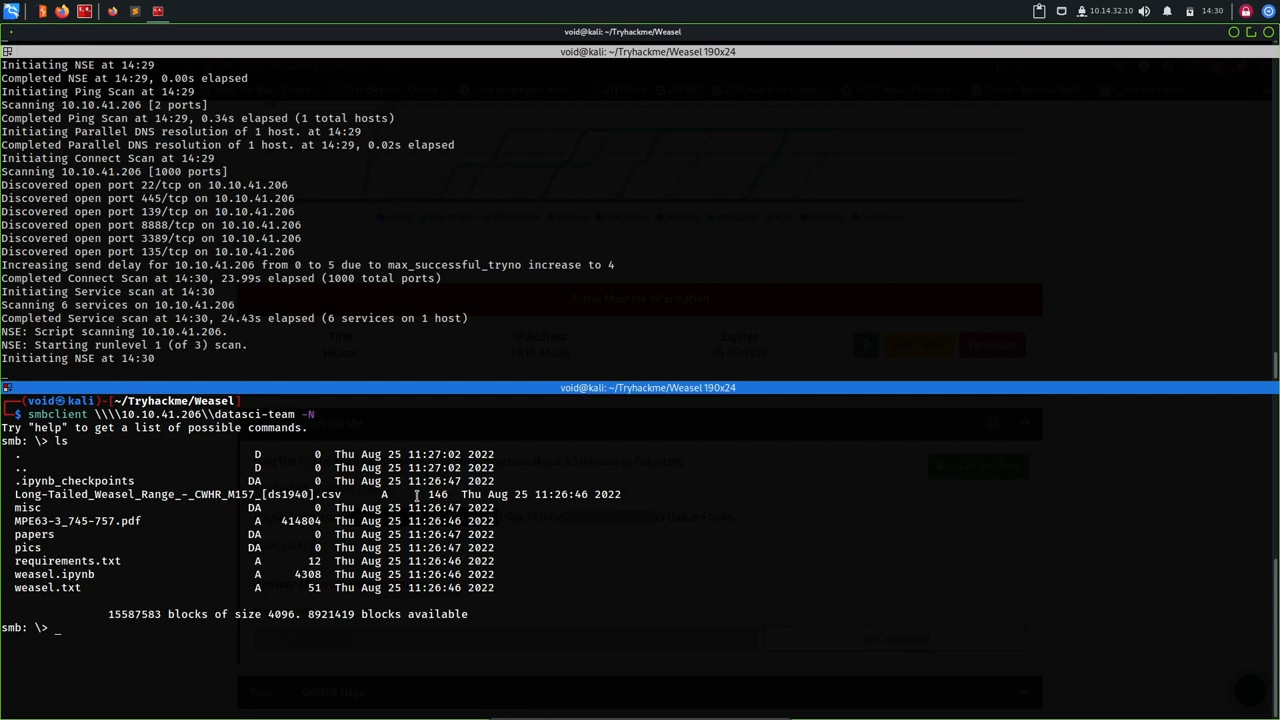 10.14.32.10
14:30
void@kali: ~/Tryhackme/Weasel
void@kali: ~/Tryhackme/Weasel 190x24
Initiating NSE at 14:29
Completed NSE at 14:29, 0.00s elapsed
Initiating Ping Scan at 14:29
Scanning 10.10.41.206 [2 ports]
Completed Ping Scan at 14:29, 0.34s elapsed (1 total hosts)
Initiating Parallel DNS resolution of 1 host. at 14:29
Completed Parallel DNS resolution of 1 host. at 14:29, 0.02s elapsed
Initiating Connect Scan at 14:29
Scanning 10.10.41.206 [1000 ports]
Discovered open port 22/tcp on 10.10.41.206
Discovered open port 445/tcp on 10.10.41.206
Discovered open port 139/tcp on 10.10.41.206
Discovered open port 8888/tcp on 10.10.41.206
Discovered open port 3389/tcp on 10.10.41.206
Discovered open port 135/tcp on 10.10.41.206
Increasing send delay for 10.10.41.206 from 0 to 5 due to max_successful_tryno increase to 4
Completed Connect Scan at 14:30, 23.99s elapsed (1000 total ports)
Initiating Service scan at 14:30
Scanning 6 services on 10.10.41.206
Completed Service scan at 14:30, 24.43s elapsed (6 services on 1 host)
NSE: Script scanning 10.10.41.206.
NSE: Starting runlevel 1 (of 3) scan.
Initiating NSE at 14:30
Active Machine Information
Title
IP Address
Expires
void@kali: ~/Tryhackme/Weasel 190x24
┌──(void㉿kali)-[~/Tryhackme/Weasel]
└─$ smbclient \\\\10.10.41.206\\datasci-team -N
Try "help" to get a list of possible commands.
smb: \> ls
. D 0 Thu Aug 25 11:27:02 2022
.. D 0 Thu Aug 25 11:27:02 2022
.ipynb_checkpoints DA 0 Thu Aug 25 11:26:47 2022
Long-Tailed_Weasel_Range_-_CWHR_M157_[ds1940].csv A 146 Thu Aug 25 11:26:46 2022
misc DA 0 Thu Aug 25 11:26:47 2022
MPE63-3_745-757.pdf A 414804 Thu Aug 25 11:26:46 2022
papers DA 0 Thu Aug 25 11:26:47 2022
pics DA 0 Thu Aug 25 11:26:47 2022
requirements.txt A 12 Thu Aug 25 11:26:46 2022
weasel.ipynb A 4308 Thu Aug 25 11:26:46 2022
weasel.txt A 51 Thu Aug 25 11:26:46 2022
15587583 blocks of size 4096. 8921419 blocks available
smb: \> _